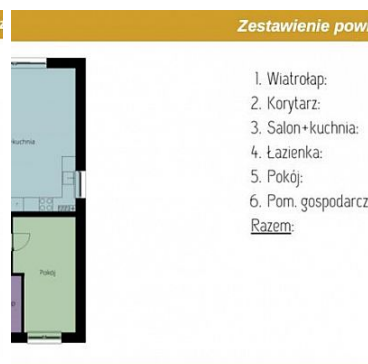 Zestawienie pow
1. Wiatrołap:
2. Korytarz:
3. Salon+kuchnia:
4. Łazienka:
5. Pokój:
6. Pom. gospodarcz
Razem:
kuchnia
Pokój